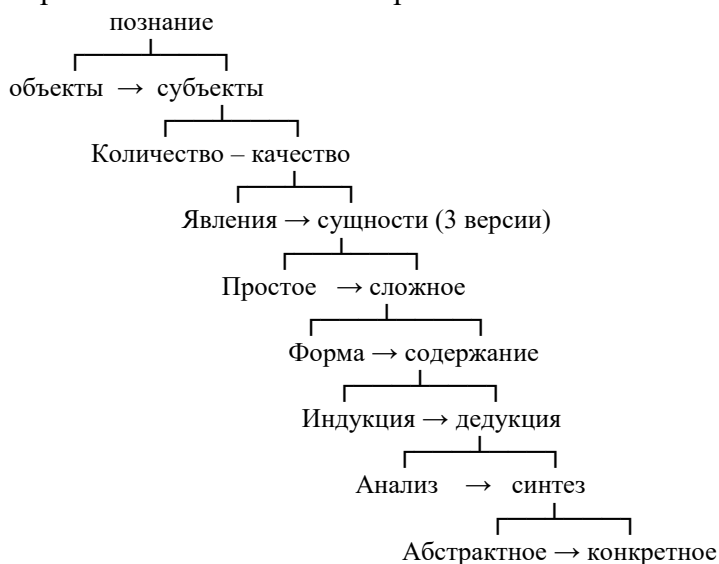 познание
объекты → субъекты
Количество – качество
Явления → сущности (3 версии)
Простое → сложное
Форма → содержание
Индукция → дедукция
Анализ → синтез
Абстрактное → конкретное